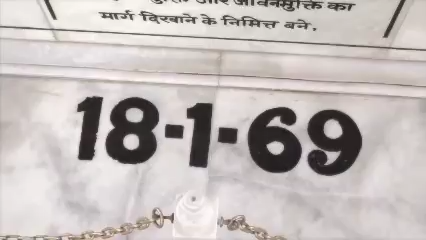 और जीवनमुक्ति का
मार्ग दिखाने के निमित्त बने.
18-1-69